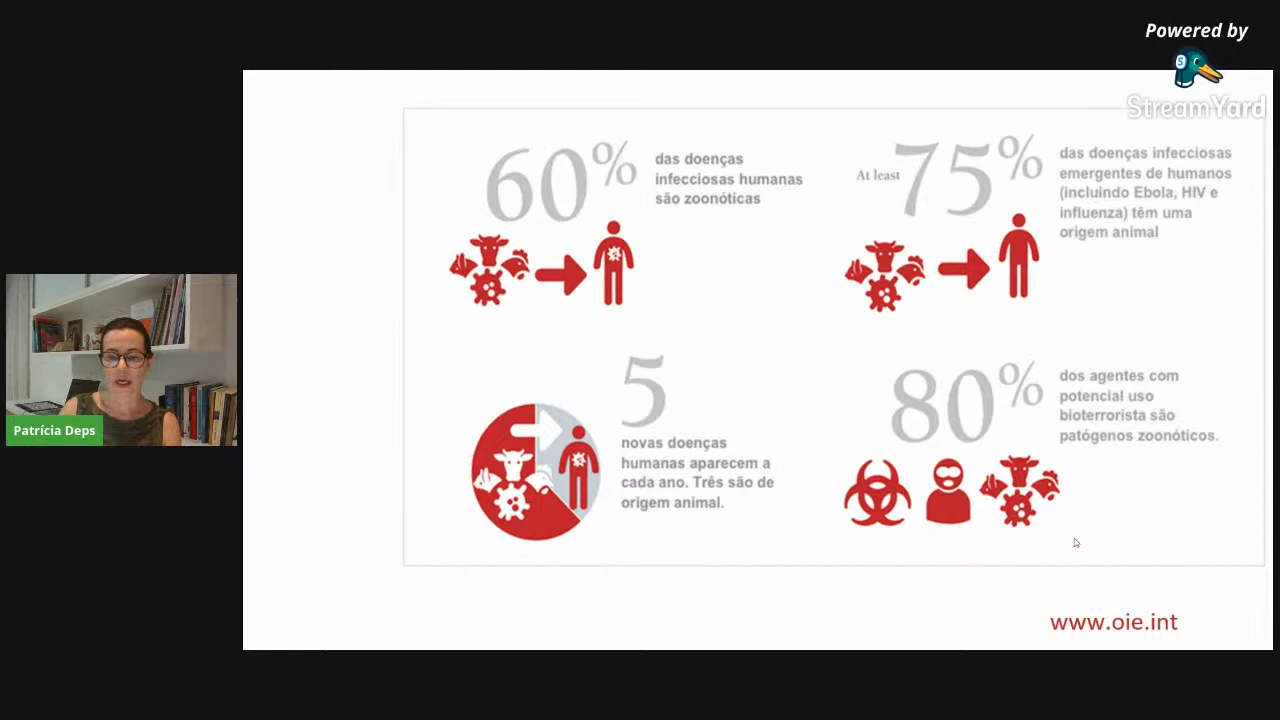 Powered by
StreamYard
60%
das doenças
infecciosas humanas
são zoonóticas
At least 75%
das doenças infecciosas
emergentes de humanos
(incluindo Ebola, HIV e
influenza) têm uma
origem animal
5
novas doenças
humanas aparecem a
cada ano. Três são de
origem animal.
80%
dos agentes com
potencial uso
bioterrorista são
patógenos zoonóticos.
Patrícia Deps
www.oie.int